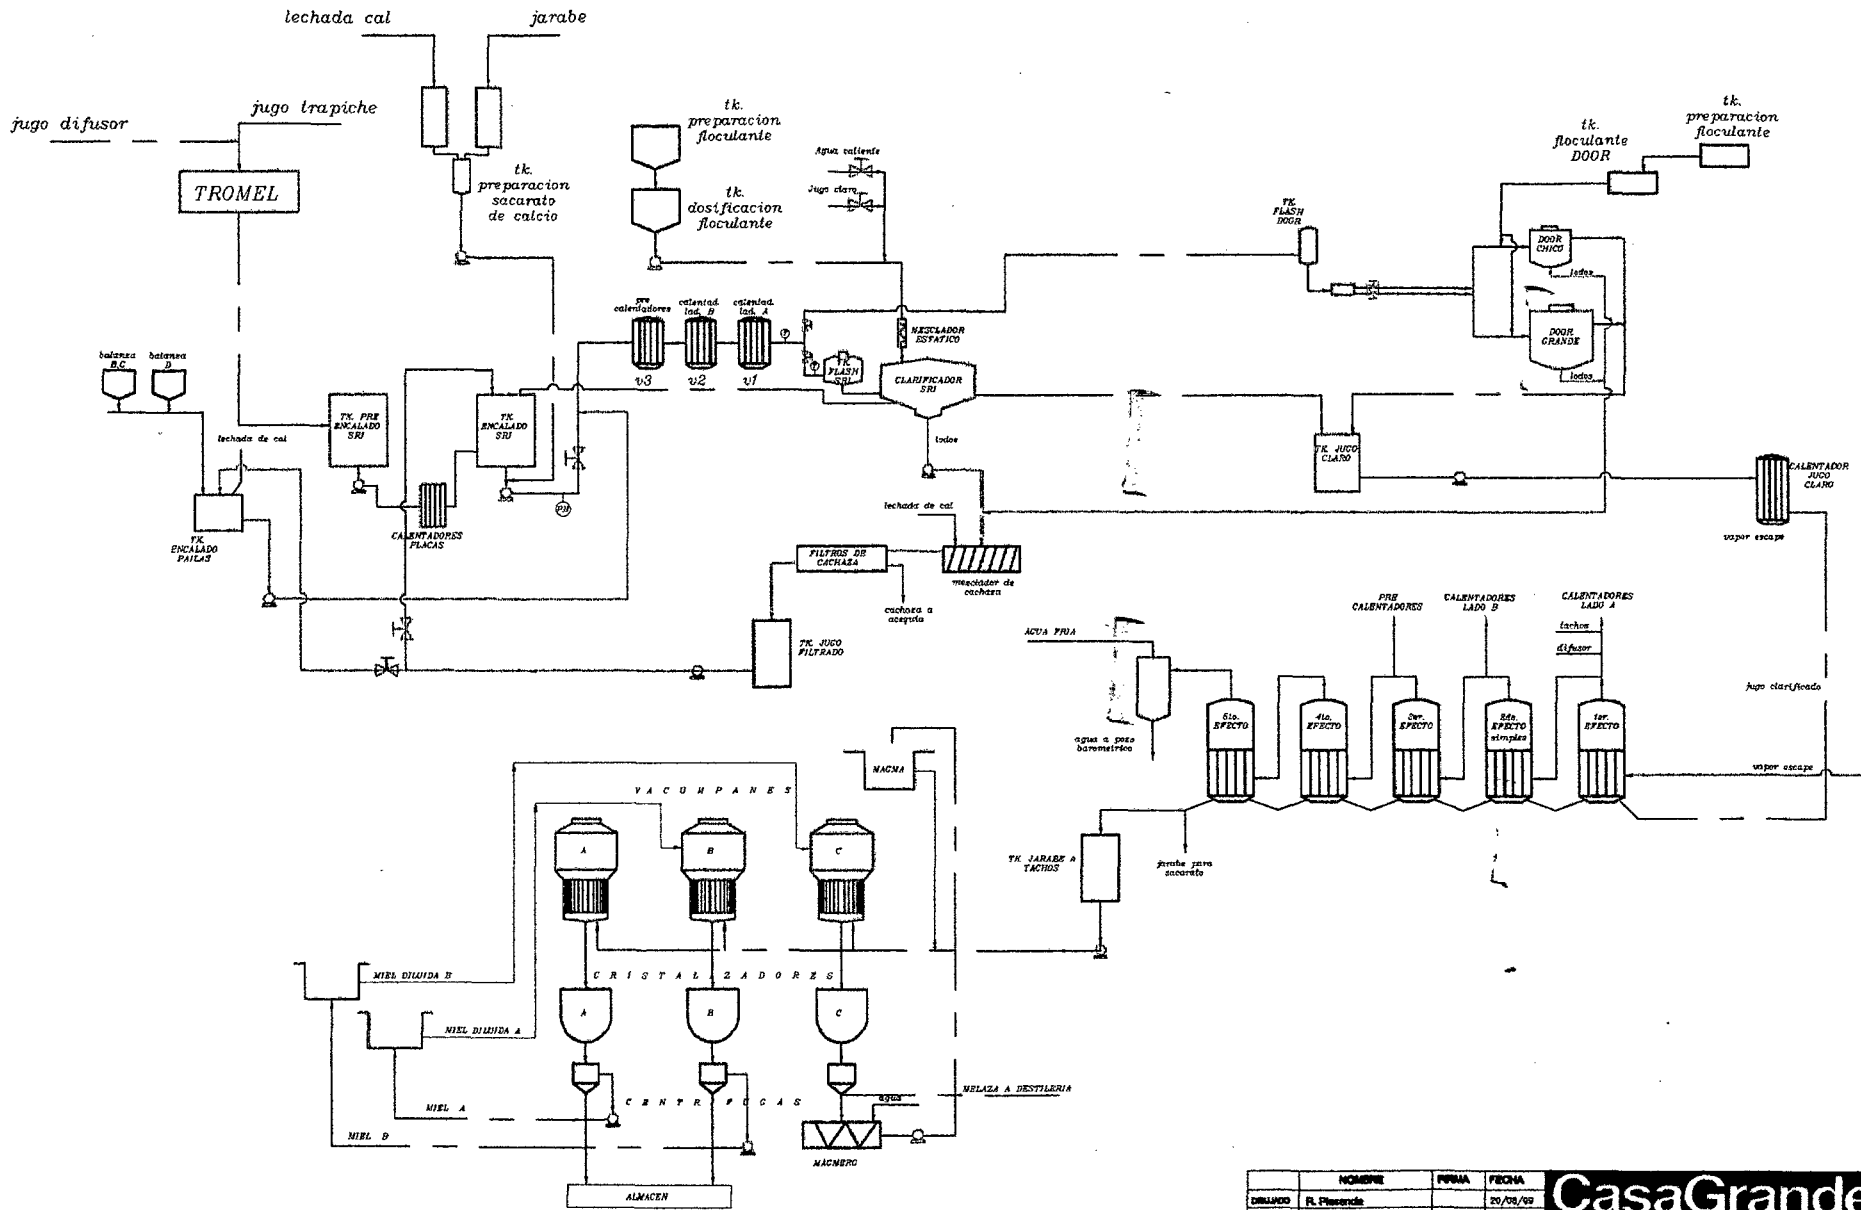 lechada cal
jarabe
jugo difusor
jugo trapiche
TROMEL
tk.
preparacion
sacarato
de calcio
tk.
preparacion
floculante
tk.
dosificacion
floculante
Agua caliente
Jugo claro
tk.
floculante
DOOR
tk.
preparacion
floculante
TK.
FLASH
DOOR
DOOR
CHICO
lodos
DOOR
GRANDE
lodos
pre
calentadores
calentad.
lad. B
calentad.
lad. A
v3
v2
v1
MEZCLADOR
ESTATICO
TK.
FLASH
SRI
CLARIFICADOR
SRI
balanza
B,C
balanza
D
TK. PRE
ENCALADO
SRI
TK.
ENCALADO
SRI
lechada de cal
TK.
ENCALADO
PAILAS
CALENTADORES
PLACAS
PH
lodos
TK. JUGO
CLARO
CALENTADOR
JUGO
CLARO
vapor escape
lechada de cal
FILTROS DE
CACHAZA
mezclador de
cachaza
cachaza a
acequia
TK. JUGO
FILTRADO
AGUA FRIA
PRE
CALENTADORES
CALENTADORES
LADO B
CALENTADORES
LADO A
tachos
difusor
jugo clarificado
5to.
EFECTO
4to.
EFECTO
3er.
EFECTO
2do.
EFECTO
simples
1er.
EFECTO
vapor escape
agua a pozo
barometrico
MAGMA
V A C U M P A N E S
A
B
C
TK. JARABE A
TACHOS
jarabe para
sacarato
MIEL DILUIDA B
C R I S T A L I Z A D O R E S
A
B
C
MIEL DILUIDA A
MELAZA A DESTILERIA
agua
C E N T R I F U G A S
MIEL A
MIEL B
MAGMERO
ALMACEN
NOMBRE
FIRMA
FECHA
DIBUJADO
20/08/99
CasaGrande